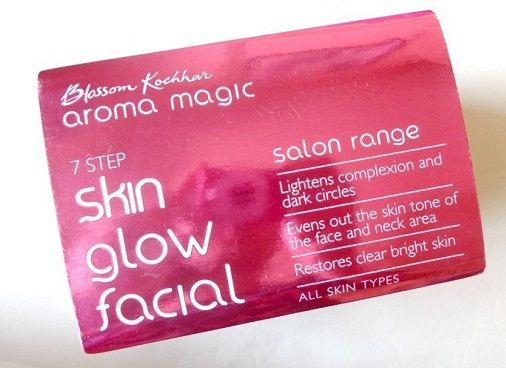 Blossom Kochhar
aroma magic
7 STEP
skin
glow
facial
salon range
Lightens complexion and
dark circles
Evens out the skin tone of
the face and neck area
Restores clear bright skin
ALL SKIN TYPES